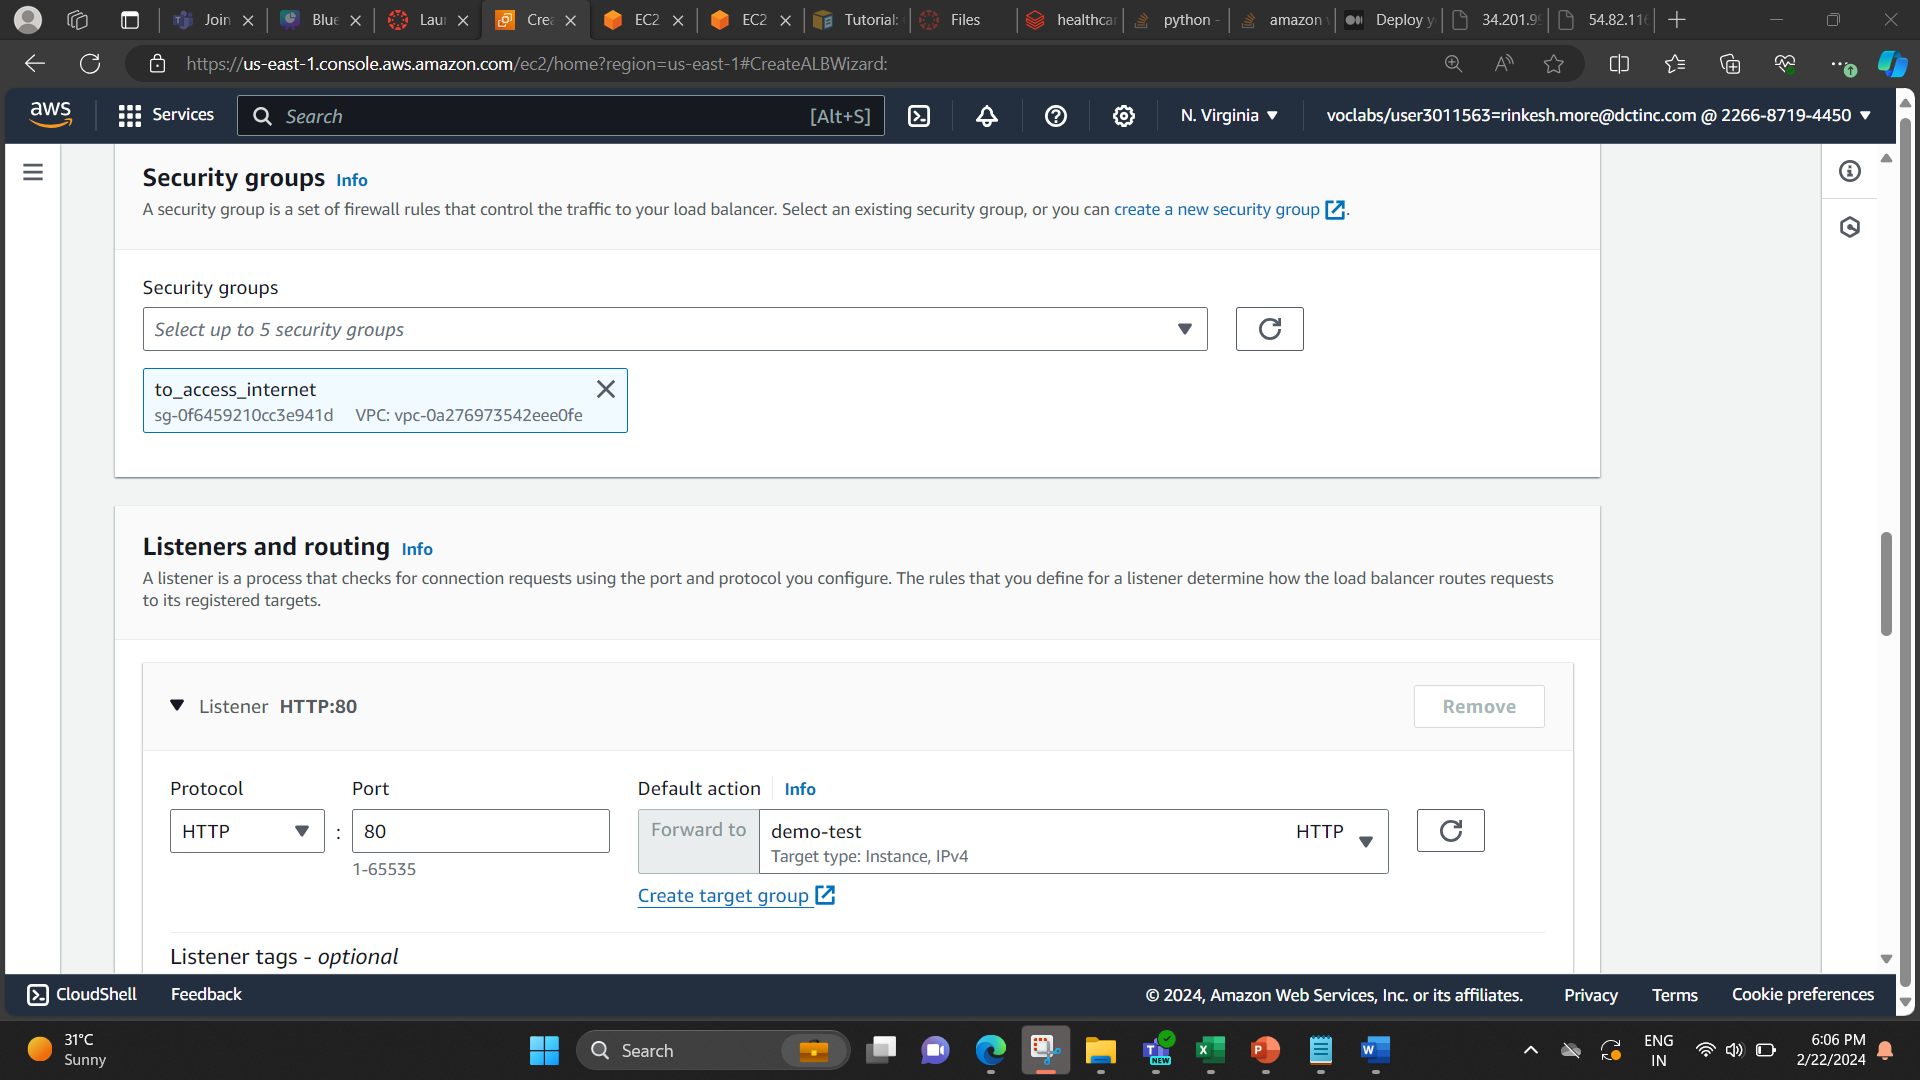 Join
Blue
Laun
Crea
EC2
EC2
Tutorial:
Files
healthcar
python -
amazon w
Deploy yo
34.201.99
54.82.116
https://us-east-1.console.aws.amazon.com/ec2/home?region=us-east-1#CreateALBWizard:
aws
Services
Search
[Alt+S]
N. Virginia
voclabs/user3011563=rinkesh.more@dctinc.com @ 2266-8719-4450
Security groups Info
A security group is a set of firewall rules that control the traffic to your load balancer. Select an existing security group, or you can create a new security group .
Security groups
Select up to 5 security groups
to_access_internet
sg-0f6459210cc3e941d VPC: vpc-0a276973542eee0fe
Listeners and routing Info
A listener is a process that checks for connection requests using the port and protocol you configure. The rules that you define for a listener determine how the load balancer routes requests
to its registered targets.
Listener HTTP:80
Remove
Protocol
Port
Default action Info
HTTP
:
80
1-65535
Forward to
demo-test
HTTP
Target type: Instance, IPv4
Create target group
Listener tags - optional
CloudShell
Feedback
© 2024, Amazon Web Services, Inc. or its affiliates.
Privacy
Terms
Cookie preferences
31°C
Sunny
Search
NEW
ENG
IN
6:06 PM
2/22/2024